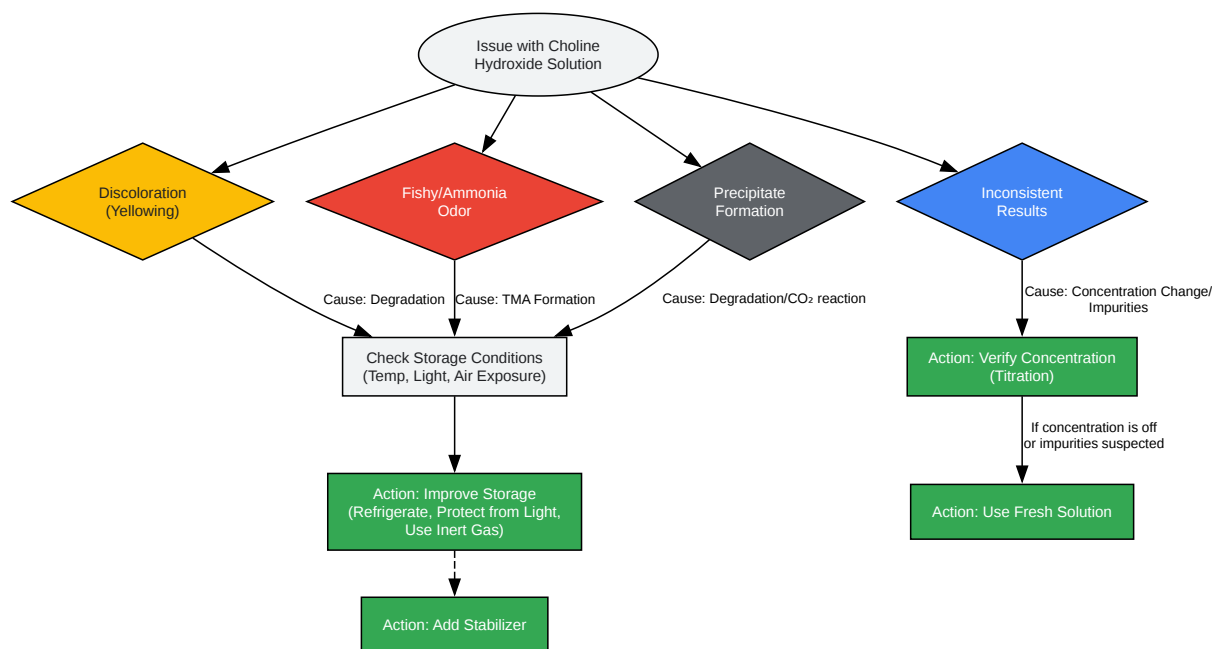 Issue with Choline
Hydroxide Solution
Discoloration
(Yellowing)
Fishy/Ammonia
Odor
Precipitate
Formation
Inconsistent
Results
Cause: Degradation
Cause: TMA Formation
Cause: Degradation/CO₂ reaction
Cause: Concentration Change/
Impurities
Check Storage Conditions
(Temp, Light, Air Exposure)
Action: Verify Concentration
(Titration)
If concentration is off
or impurities suspected
Action: Improve Storage
(Refrigerate, Protect from Light,
Use Inert Gas)
Action: Use Fresh Solution
Action: Add Stabilizer